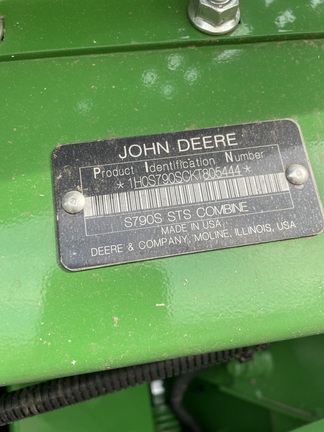 JOHN DEERE
Product Identification Number
*1H0S790SCKT805444*
S790S STS COMBINE
MADE IN USA
DEERE & COMPANY, MOLINE, ILLINOIS, USA